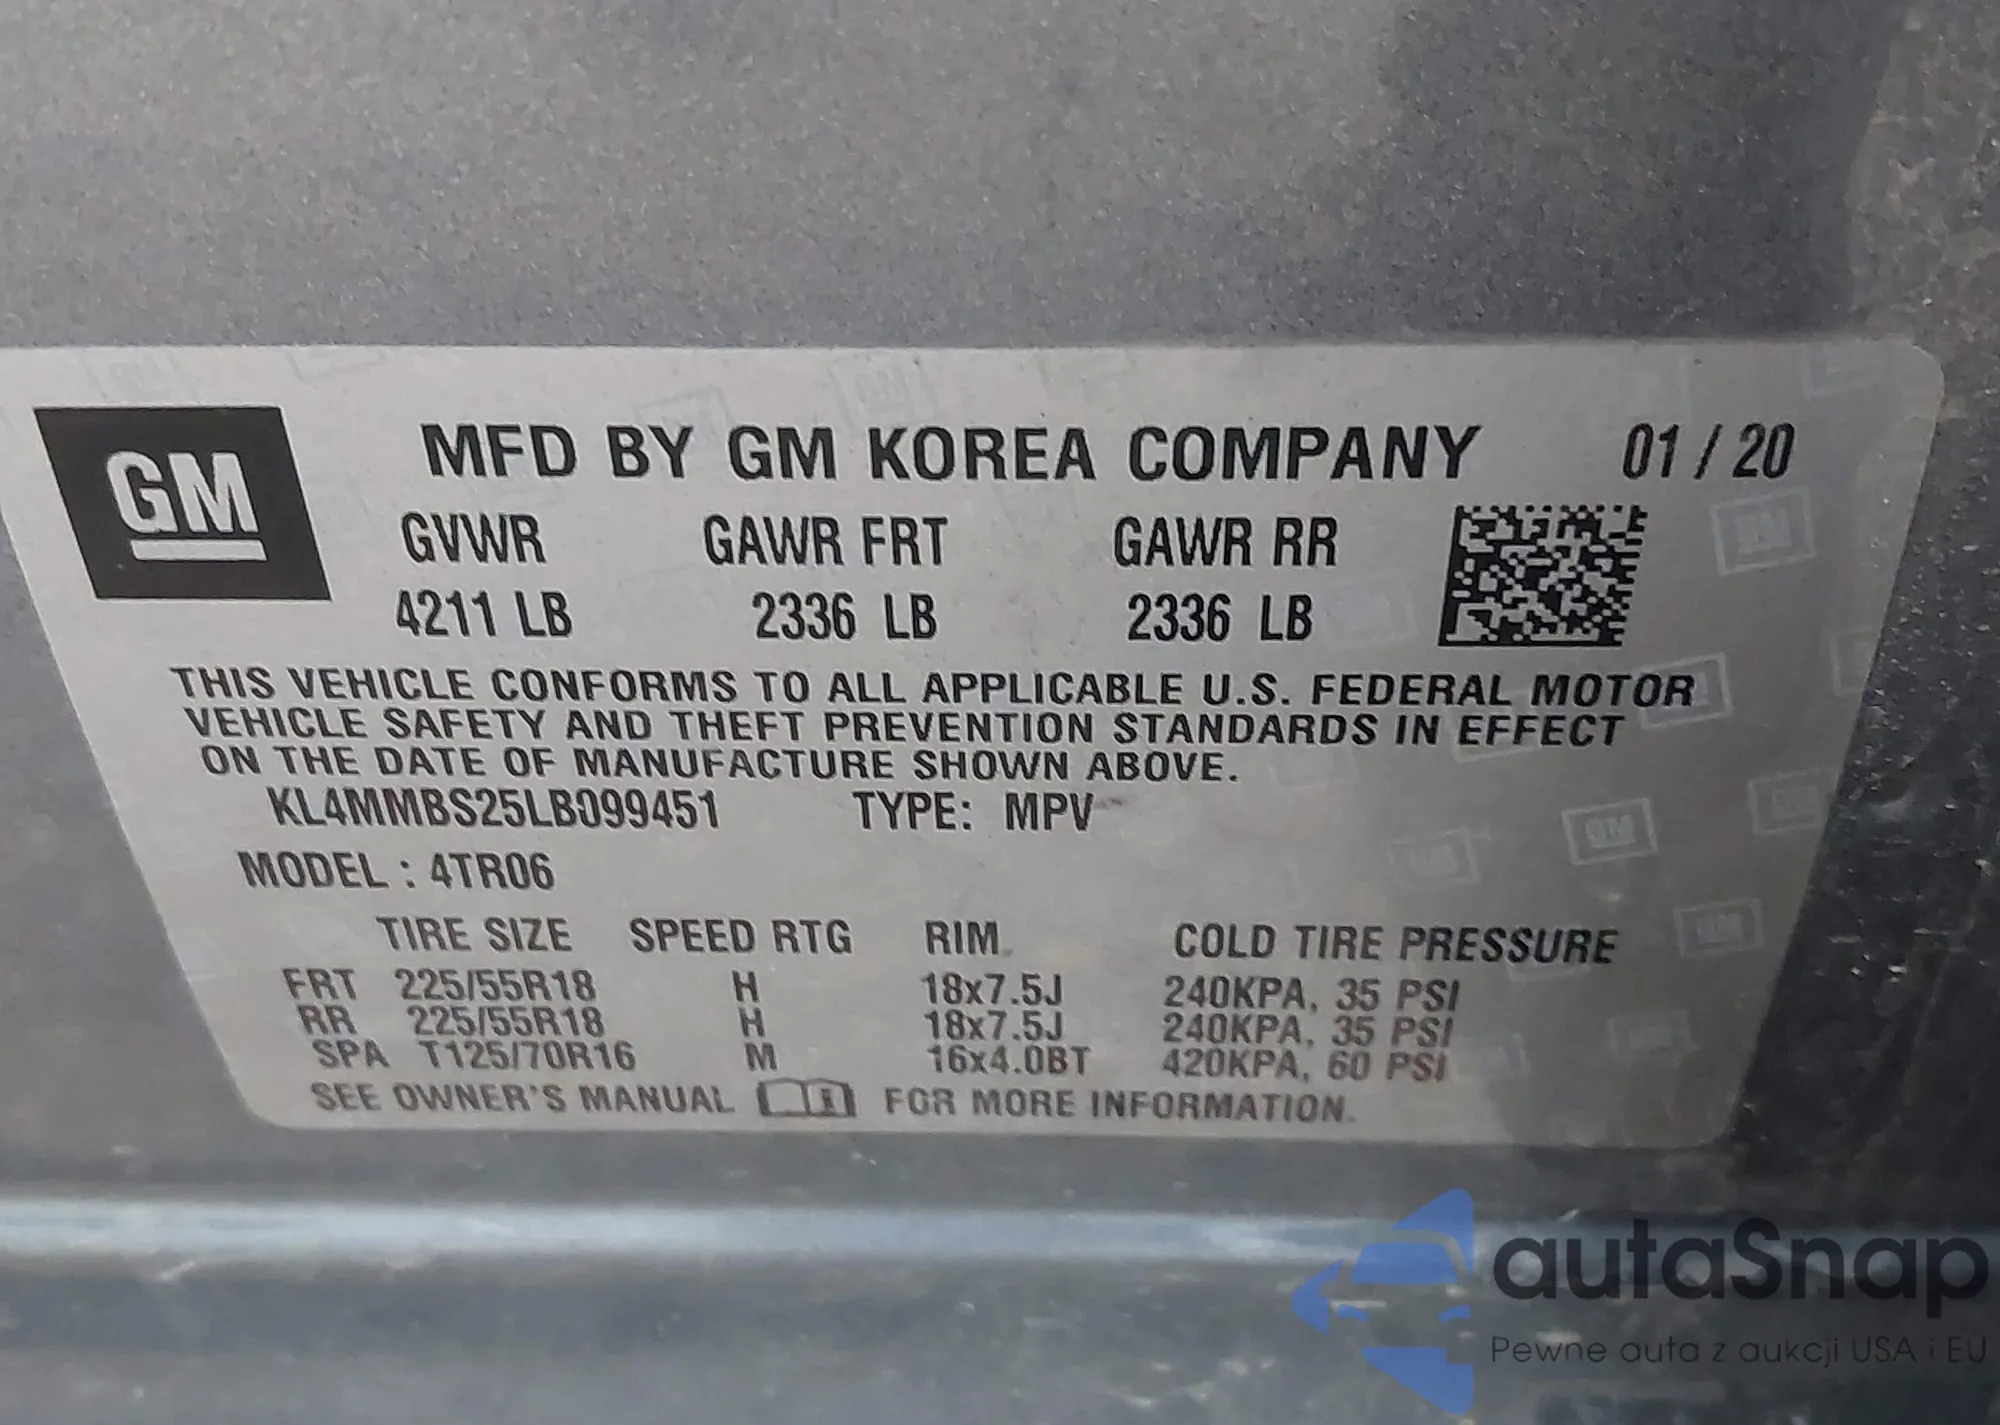 GM
MFD BY GM KOREA COMPANY 01 / 20
GVWR GAWR FRT GAWR RR
4211 LB 2336 LB 2336 LB
THIS VEHICLE CONFORMS TO ALL APPLICABLE U.S. FEDERAL MOTOR
VEHICLE SAFETY AND THEFT PREVENTION STANDARDS IN EFFECT
ON THE DATE OF MANUFACTURE SHOWN ABOVE.
KL4MMBS25LB099451 TYPE: MPV
MODEL : 4TR06
TIRE SIZE SPEED RTG RIM COLD TIRE PRESSURE
FRT 225/55R18 H 18x7.5J 240KPA, 35 PSI
RR 225/55R18 H 18x7.5J 240KPA, 35 PSI
SPA T125/70R16 M 16x4.0BT 420KPA, 60 PSI
SEE OWNER'S MANUAL FOR MORE INFORMATION.
autaSnap
Pewne auta z aukcji USA i EU